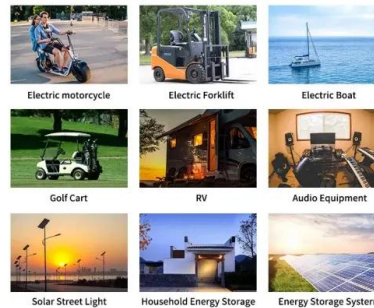 Electric motorcycle
Electric Forklift
Electric Boat
Golf Cart
RV
Audio Equipment
Solar Street Light
Household Energy Storage
Energy Storage System